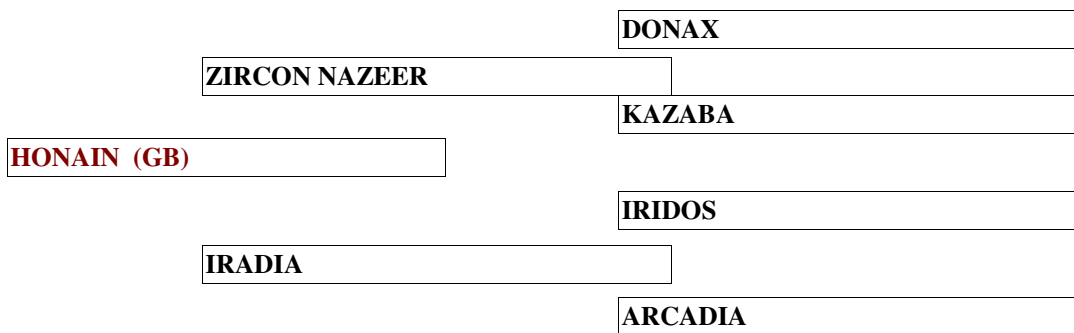 DONAX
ZIRCON NAZEER
KAZABA
HONAIN (GB)
IRIDOS
IRADIA
ARCADIA